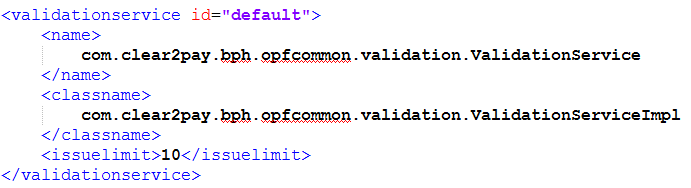 <validationservice id="default">
<name>
com.clear2pay.bph.opfcommon.validation.ValidationService
</name>
<classname>
com.clear2pay.bph.opfcommon.validation.ValidationServiceImpl
</classname>
<issuelimit>10</issuelimit>
</validationservice>